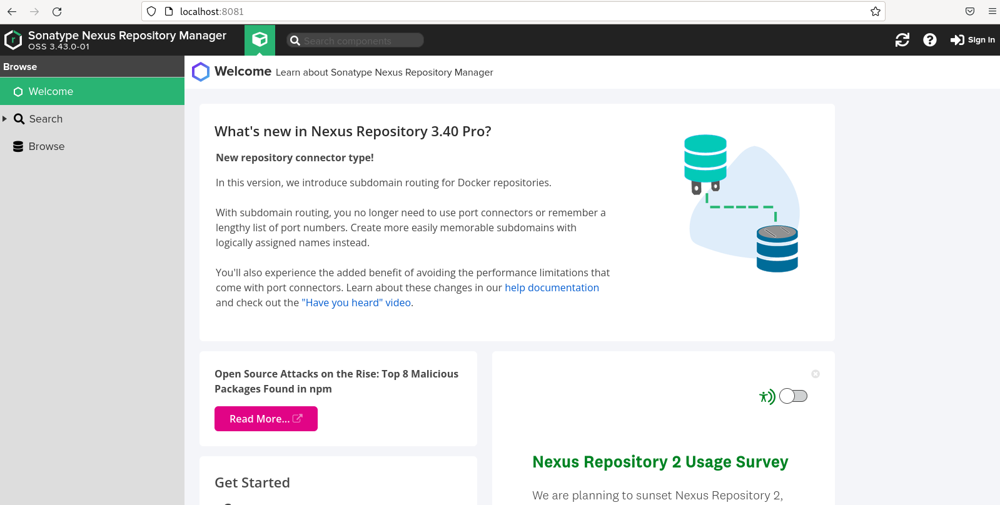 localhost:8081
Sonatype Nexus Repository Manager
OSS 3.43.0-01
Search components
Sign in
Browse
Welcome
Search
Browse
Welcome Learn about Sonatype Nexus Repository Manager
What's new in Nexus Repository 3.40 Pro?
New repository connector type!
In this version, we introduce subdomain routing for Docker repositories.
With subdomain routing, you no longer need to use port connectors or remember a
lengthy list of port numbers. Create more easily memorable subdomains with
logically assigned names instead.
You'll also experience the added benefit of avoiding the performance limitations that
come with port connectors. Learn about these changes in our help documentation
and check out the "Have you heard" video.
Open Source Attacks on the Rise: Top 8 Malicious
Packages Found in npm
Read More...
Get Started
Nexus Repository 2 Usage Survey
We are planning to sunset Nexus Repository 2,